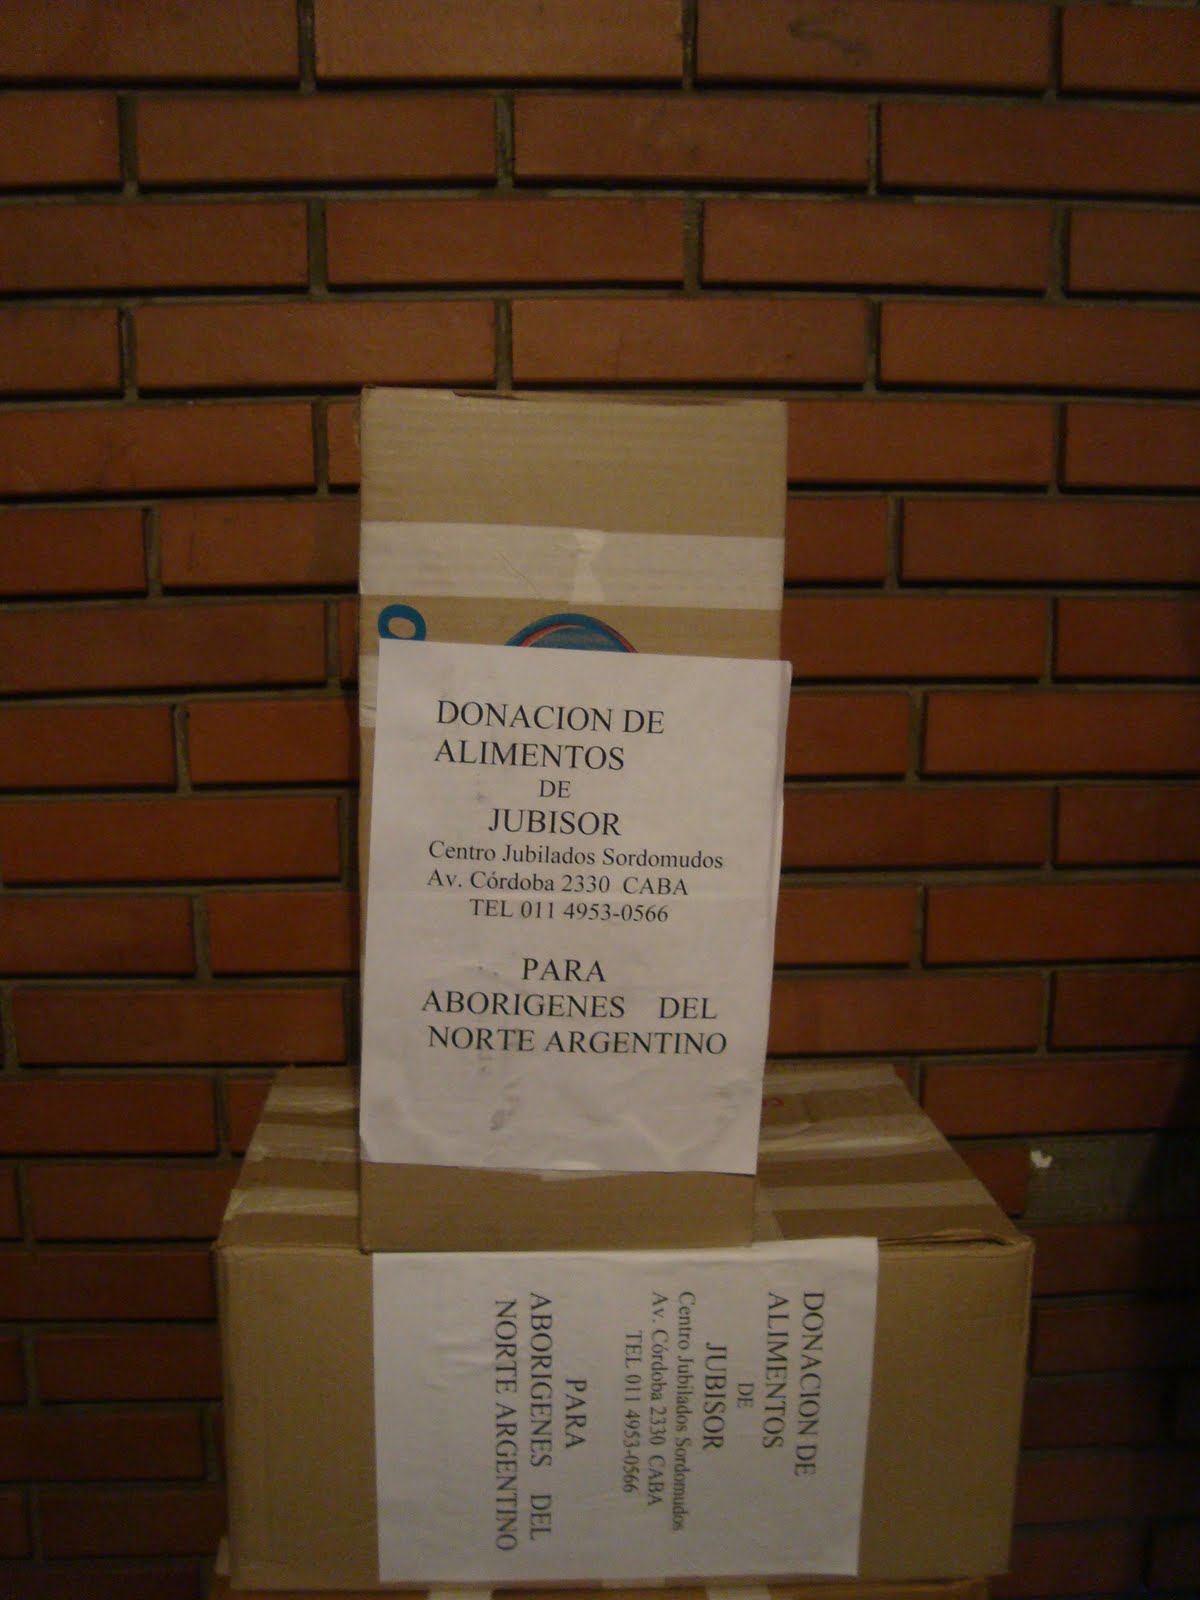 DONACION DE
ALIMENTOS
DE
JUBISOR
Centro Jubilados Sordomudos
Av. Córdoba 2330 CABA
TEL 011 4953-0566
PARA
ABORIGENES DEL
NORTE ARGENTINO
DONACION DE
ALIMENTOS
DE
JUBISOR
Centro Jubilados Sordomudos
Av. Córdoba 2330 CABA
TEL 011 4953-0566
PARA
ABORIGENES DEL
NORTE ARGENTINO